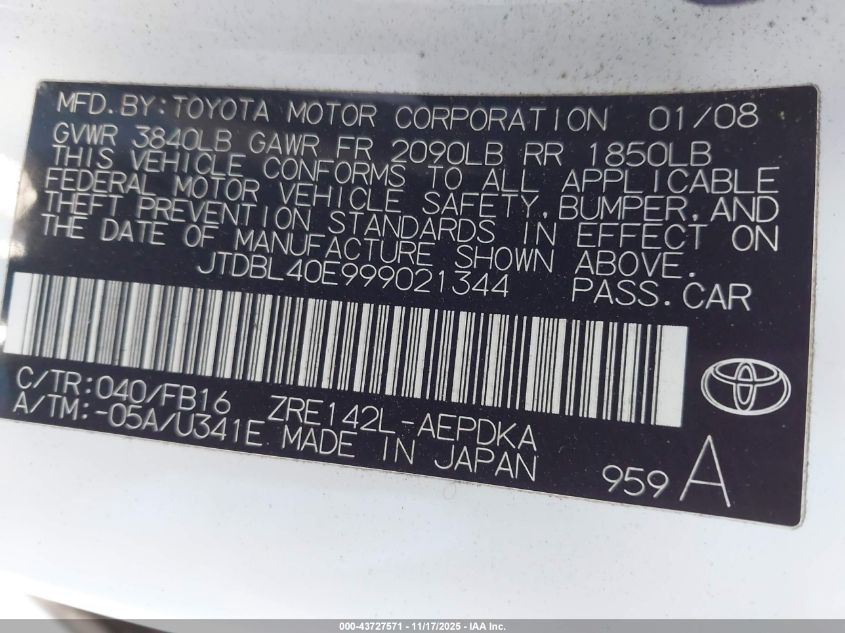 MFD. BY: TOYOTA MOTOR CORPORATION 01/08
GVWR 3840LB GAWR FR 2090LB RR 1850LB
THIS VEHICLE CONFORMS TO ALL APPLICABLE
FEDERAL MOTOR VEHICLE SAFETY, BUMPER, AND
THEFT PREVENTION STANDARDS IN EFFECT ON
THE DATE OF MANUFACTURE SHOWN ABOVE.
JTDBL40E999021344 PASS. CAR
C/TR: 040/FB16 ZRE142L-AEPDKA
A/TM: -05A/U341E MADE IN JAPAN
959 A
000-43727571 - 11/17/2025 - IAA Inc.